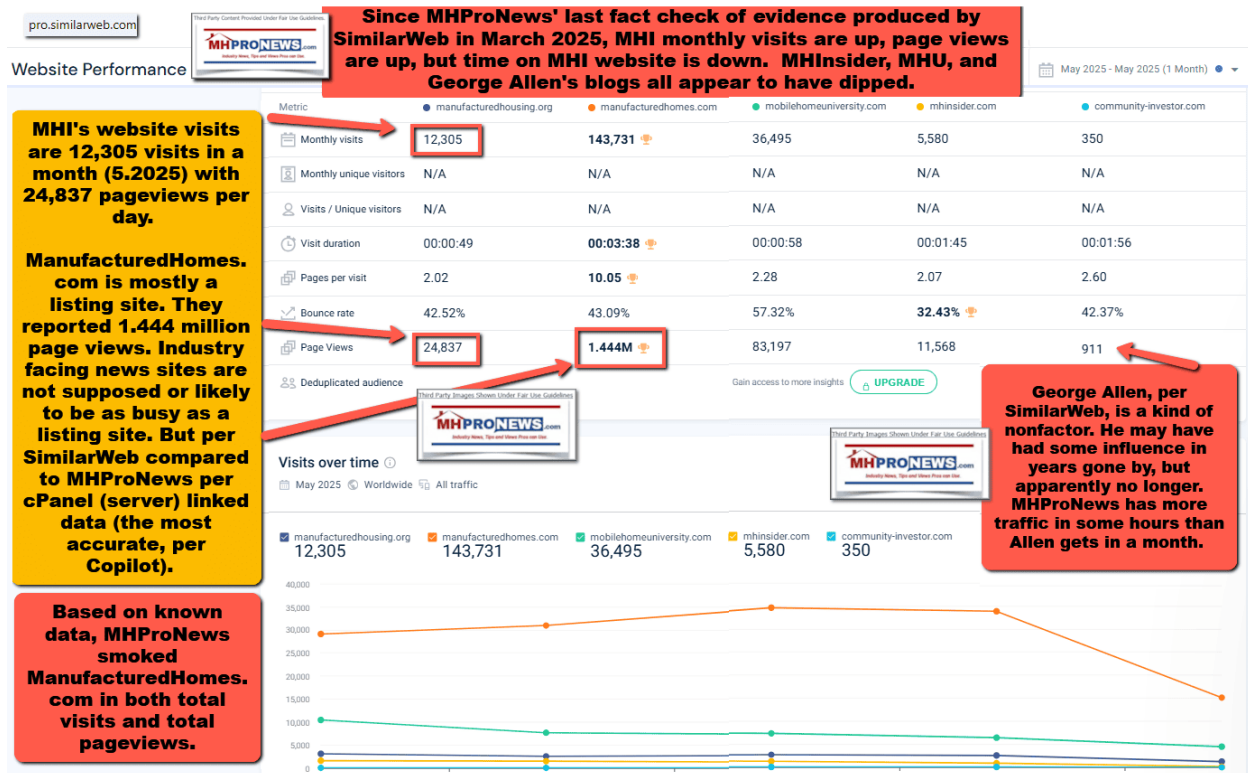 pro.similarweb.com
Third Party Content Provided Under Fair Use Guidelines.
MHPRONEWS.com
Industry News, Tips and Views Pros can Use
Since MHProNews' last fact check of evidence produced by
SimilarWeb in March 2025, MHI monthly visits are up, page views
are up, but time on MHI website is down. MHInsider, MHU, and
George Allen's blogs all appear to have dipped.
Website Performance
May 2025 - May 2025 (1 Month)
MHI's website visits
are 12,305 visits in a
month (5.2025) with
24,837 pageviews per
day.
ManufacturedHomes.
com is mostly a
listing site. They
reported 1.444 million
page views. Industry
facing news sites are
not supposed or likely
to be as busy as a
listing site. But per
SimilarWeb compared
to MHProNews per
cPanel (server) linked
data (the most
accurate, per
Copilot).
Based on known
data, MHProNews
smoked
ManufacturedHomes.
com in both total
visits and total
pageviews.
Metric manufacturedhousing.org manufacturedhomes.com mobilehomeuniversity.com mhinsider.com community-investor.com
Monthly visits 12,305 143,731 36,495 5,580 350
Monthly unique visitors N/A N/A N/A N/A N/A
Visits / Unique visitors N/A N/A N/A N/A N/A
Visit duration 00:00:49 00:03:38 00:00:58 00:01:45 00:01:56
Pages per visit 2.02 10.05 2.28 2.07 2.60
Bounce rate 42.52% 43.09% 57.32% 32.43% 42.37%
Page Views 24,837 1.444M 83,197 11,568 911
Deduplicated audience Gain access to more insights UPGRADE
Third Party Images Shown Under Fair Use Guidelines
MHPRONEWS.com
Industry News, Tips and Views Pros can Use
Third Party Images Shown Under Fair Use Guidelines
MHPRONEWS.com
Industry News, Tips and Views Pros can Use
George Allen, per
SimilarWeb, is a kind of
nonfactor. He may have
had some influence in
years gone by, but
apparently no longer.
MHProNews has more
traffic in some hours than
Allen gets in a month.
Visits over time
May 2025 Worldwide All traffic
manufacturedhousing.org manufacturedhomes.com mobilehomeuniversity.com mhinsider.com community-investor.com
12,305 143,731 36,495 5,580 350
40,000
35,000
30,000
25,000
20,000
15,000
10,000
5,000
0